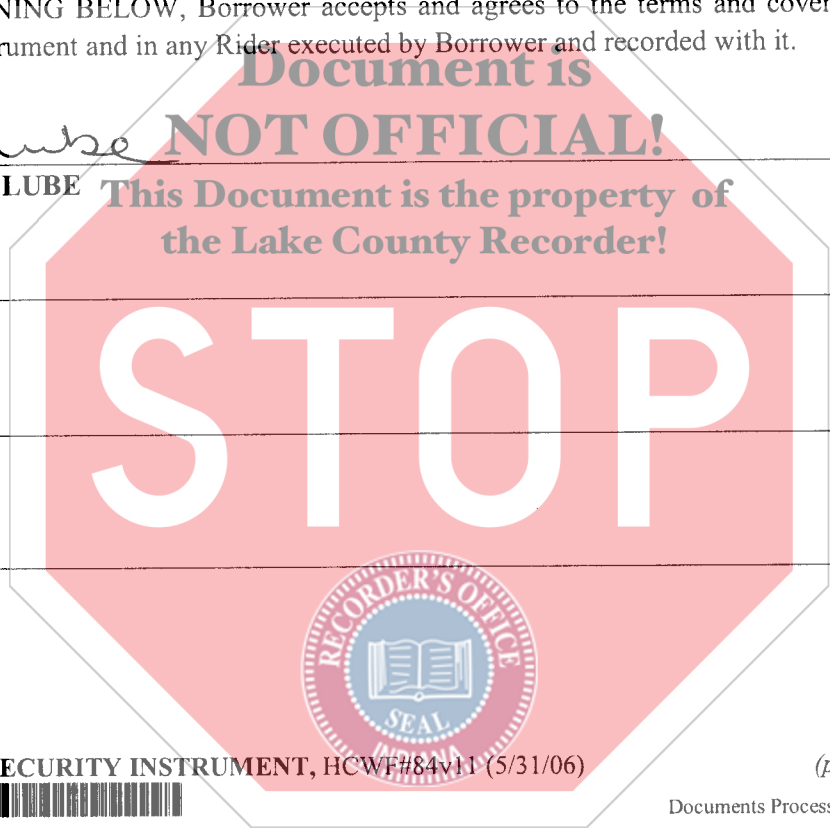 NING BELOW, Borrower accepts and agrees to the terms and cover
rument and in any Rider executed by Borrower and recorded with it.
Document is
NOT OFFICIAL!
LUBE
This Document is the property of
the Lake County Recorder!
STOP
RECORDER'S OFFICE
SEAL
INDIANA
ECURITY INSTRUMENT, HCWF#84v11 (5/31/06)
(p
Documents Process